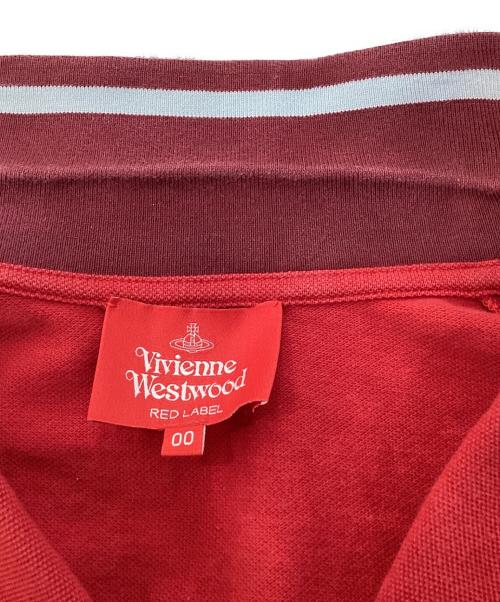 Vivienne
Westwood
RED LABEL
00